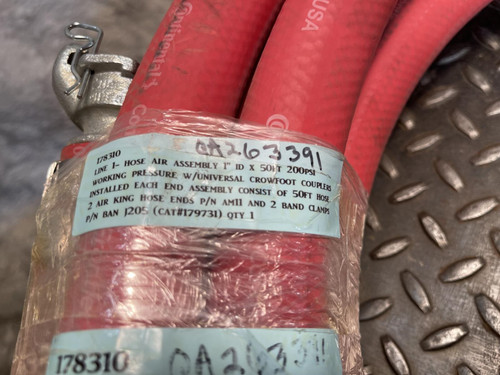 Continental
USA
178310 OA263391
LINE 1- HOSE AIR ASSEMBLY 1" ID X 50FT 200PSI
WORKING PRESSURE W/UNIVERSAL CROWFOOT COUPLERS
INSTALLED EACH END ASSEMBLY CONSIST OF 50FT HOSE,
2 AIR KING HOSE ENDS P/N AM11 AND 2 BAND CLAMPS
P/N BAN J205 (CAT#179731) QTY 1
178310 OA263391